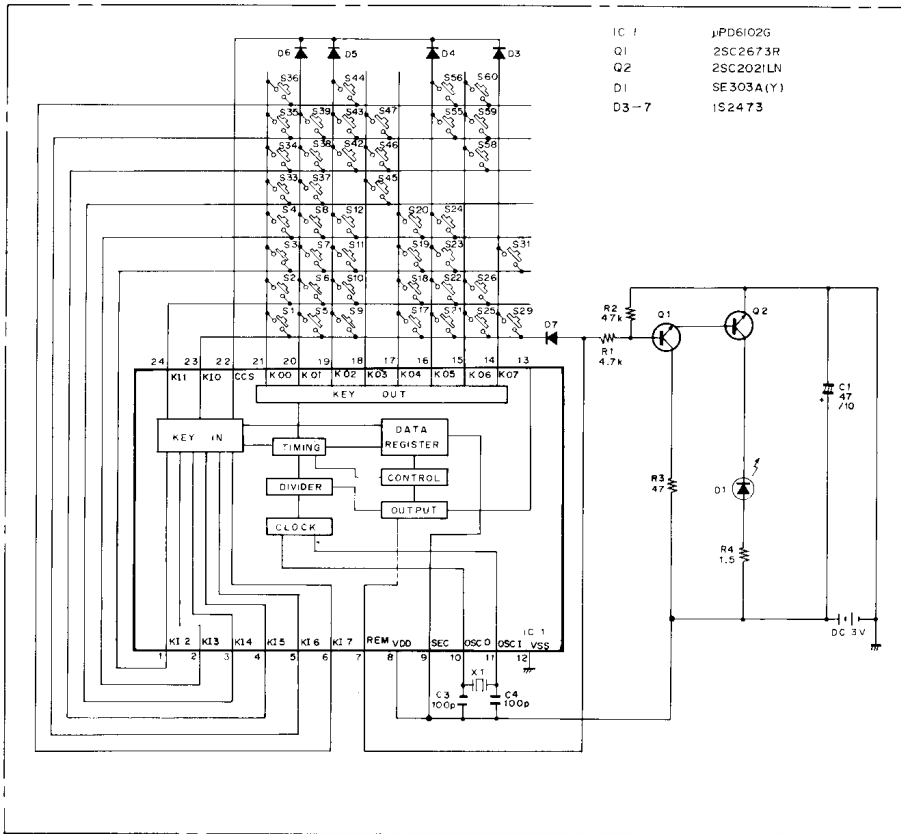 IC 1 µPD6102G
Q1 2SC2673R
Q2 2SC2021LN
D1 SE303A(Y)
D3-7 1S2473
D6 D5 D4 D3
S36 S44 S56 S60
S35 S39 S43 S47 S55 S59
S34 S38 S42 S46 S58
S33 S37 S45
S4 S8 S12 S20 S24
S3 S7 S11 S19 S23 S31
S2 S6 S10 S18 S22 S26
S1 S5 S9 S17 S21 S25 S29
D7
R2
47k
R1
4.7k
Q1
Q2
C1
47
/10
+
24 23 22 21 20 19 18 17 16 15 14 13
KI1 KI0 CCS KO0 KO1 KO2 KO3 KO4 KO5 KO6 KO7
KEY OUT
KEY IN
TIMING
DATA
REGISTER
DIVIDER
CONTROL
CLOCK
OUTPUT
R3
47
D1
R4
1.5
DC 3V
IC 1
KI2 KI3 KI4 KI5 KI6 KI7 REM VDD SEC OSCO OSCI VSS
1 2 3 4 5 6 7 8 9 10 11 12
X1
C3
100p
C4
100p